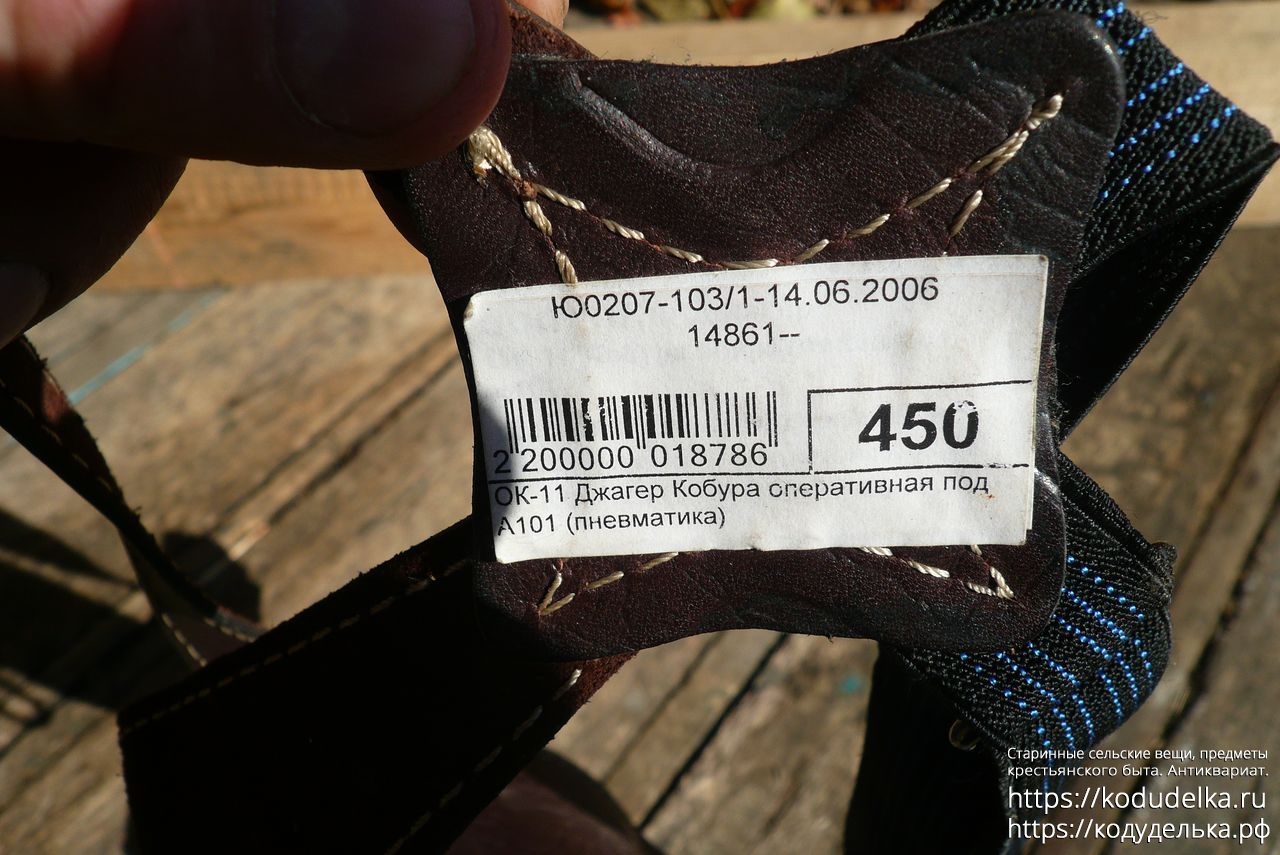 Ю0207-103/1-14.06.2006
14861--
450
2 200000 018786
ОК-11 Джагер Кобура оперативная под
А101 (пневматика)
Старинные сельские вещи, предметы
крестьянского быта. Антиквариат.
https://kodudelka.ru
https://кодуделька.рф